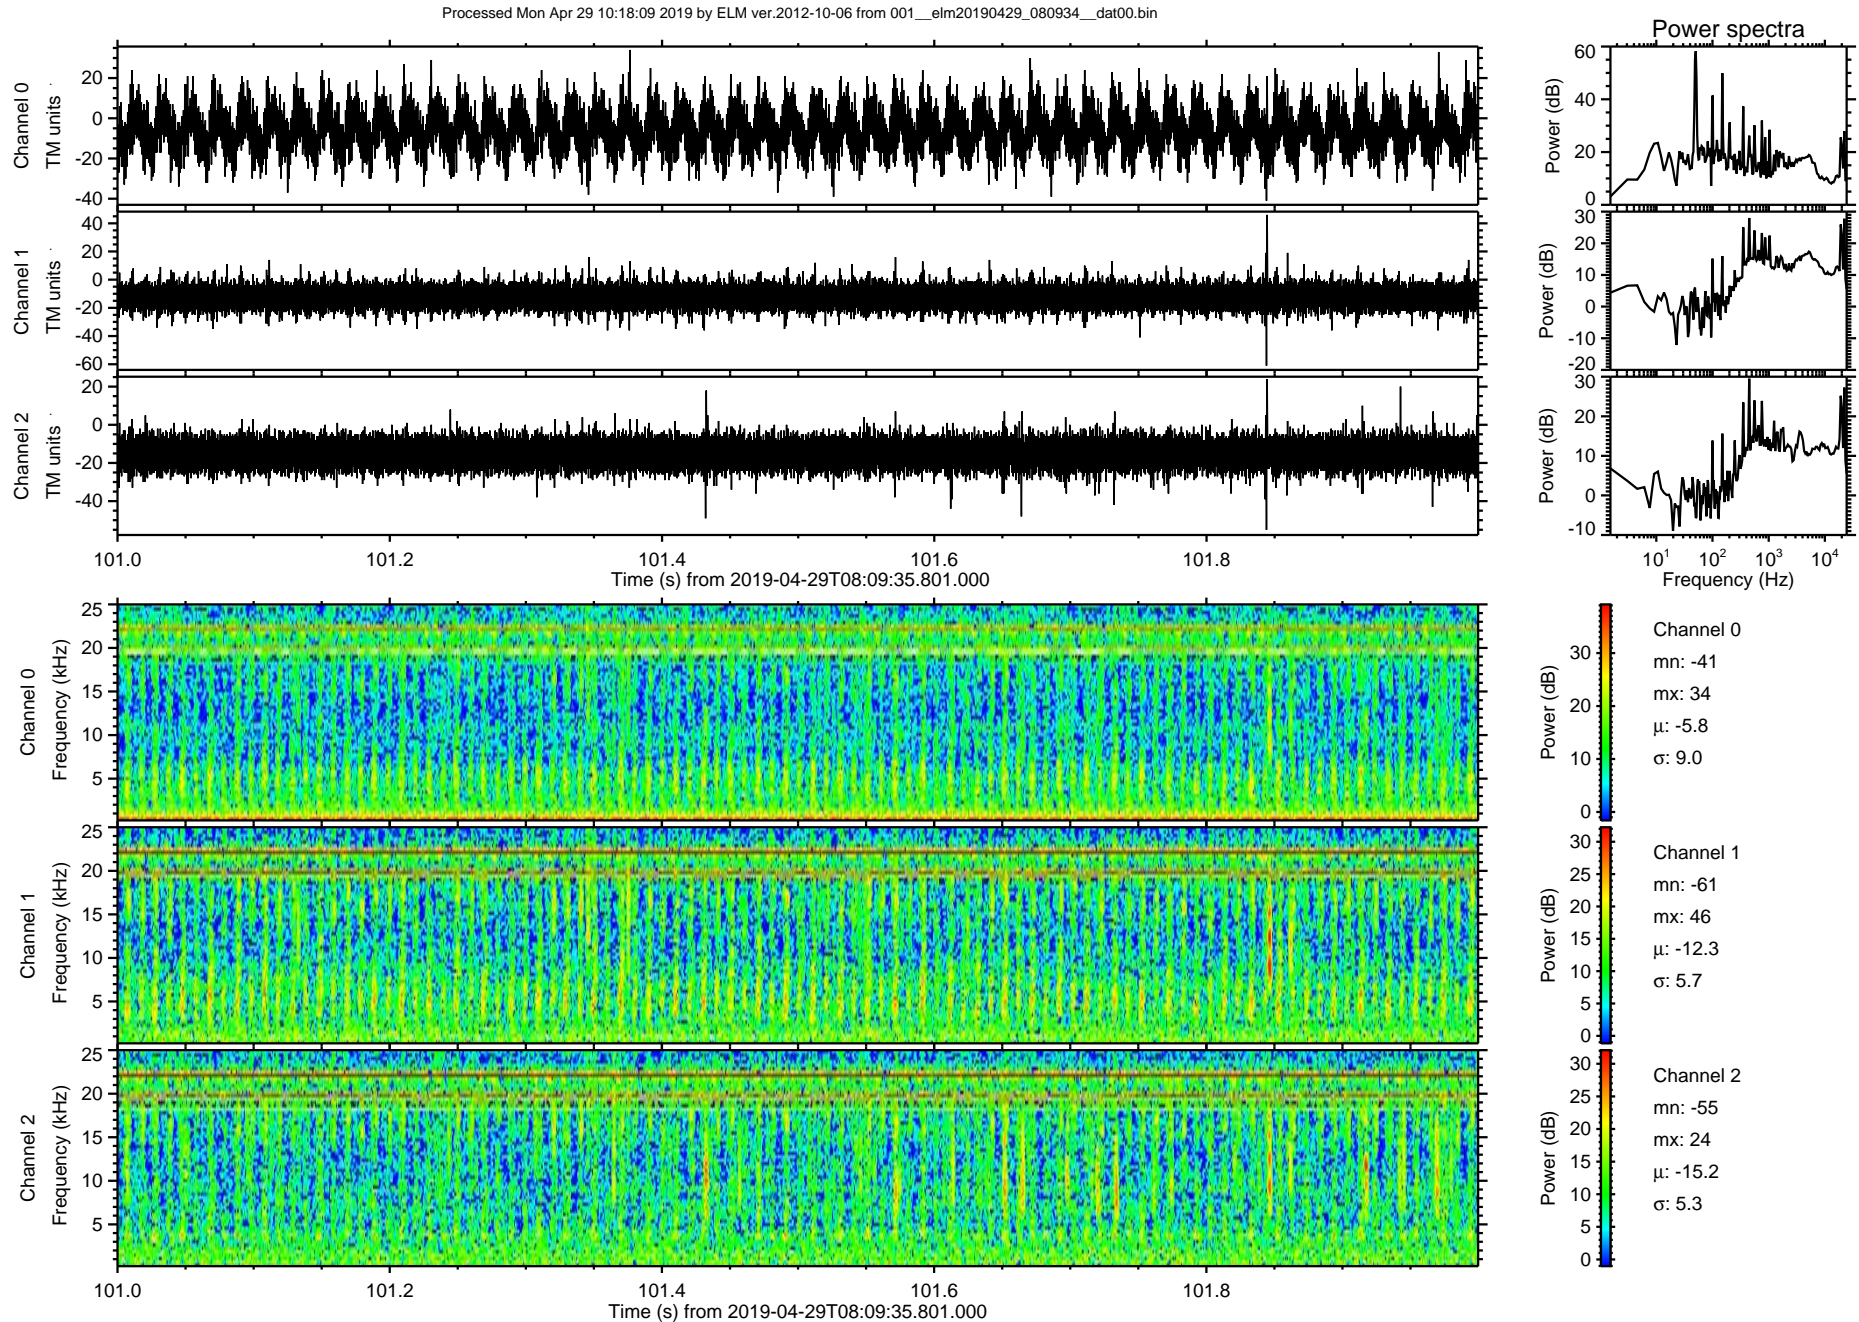 Processed Mon Apr 29 10:18:09 2019 by ELM ver.2012-10-06 from 001__elm20190429_080934__dat00.bin
Power spectra
Channel 0
TM units
20
0
-20
-40
Power (dB)
60
40
20
0
Channel 1
TM units
40
20
0
-20
-40
-60
Power (dB)
30
20
10
0
-10
-20
Channel 2
TM units
20
0
-20
-40
Power (dB)
30
20
10
0
-10
101.0 101.2 101.4 101.6 101.8
Time (s) from 2019-04-29T08:09:35.801.000
10¹ 10² 10³ 10⁴
Frequency (Hz)
Channel 0
Frequency (kHz)
25
20
15
10
5
Power (dB)
30
20
10
0
Channel 0
mn: -41
mx: 34
µ: -5.8
σ: 9.0
Channel 1
Frequency (kHz)
25
20
15
10
5
Power (dB)
30
25
20
15
10
5
0
Channel 1
mn: -61
mx: 46
µ: -12.3
σ: 5.7
Channel 2
Frequency (kHz)
25
20
15
10
5
Power (dB)
30
25
20
15
10
5
0
Channel 2
mn: -55
mx: 24
µ: -15.2
σ: 5.3
101.0 101.2 101.4 101.6 101.8
Time (s) from 2019-04-29T08:09:35.801.000